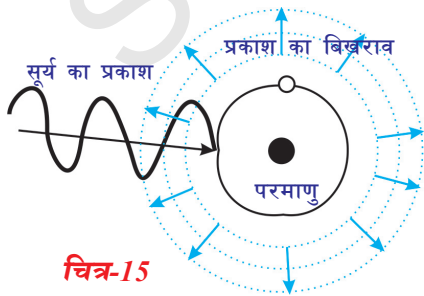 प्रकाश का बिखराव
सूर्य का प्रकाश
परमाणु
चित्र-15